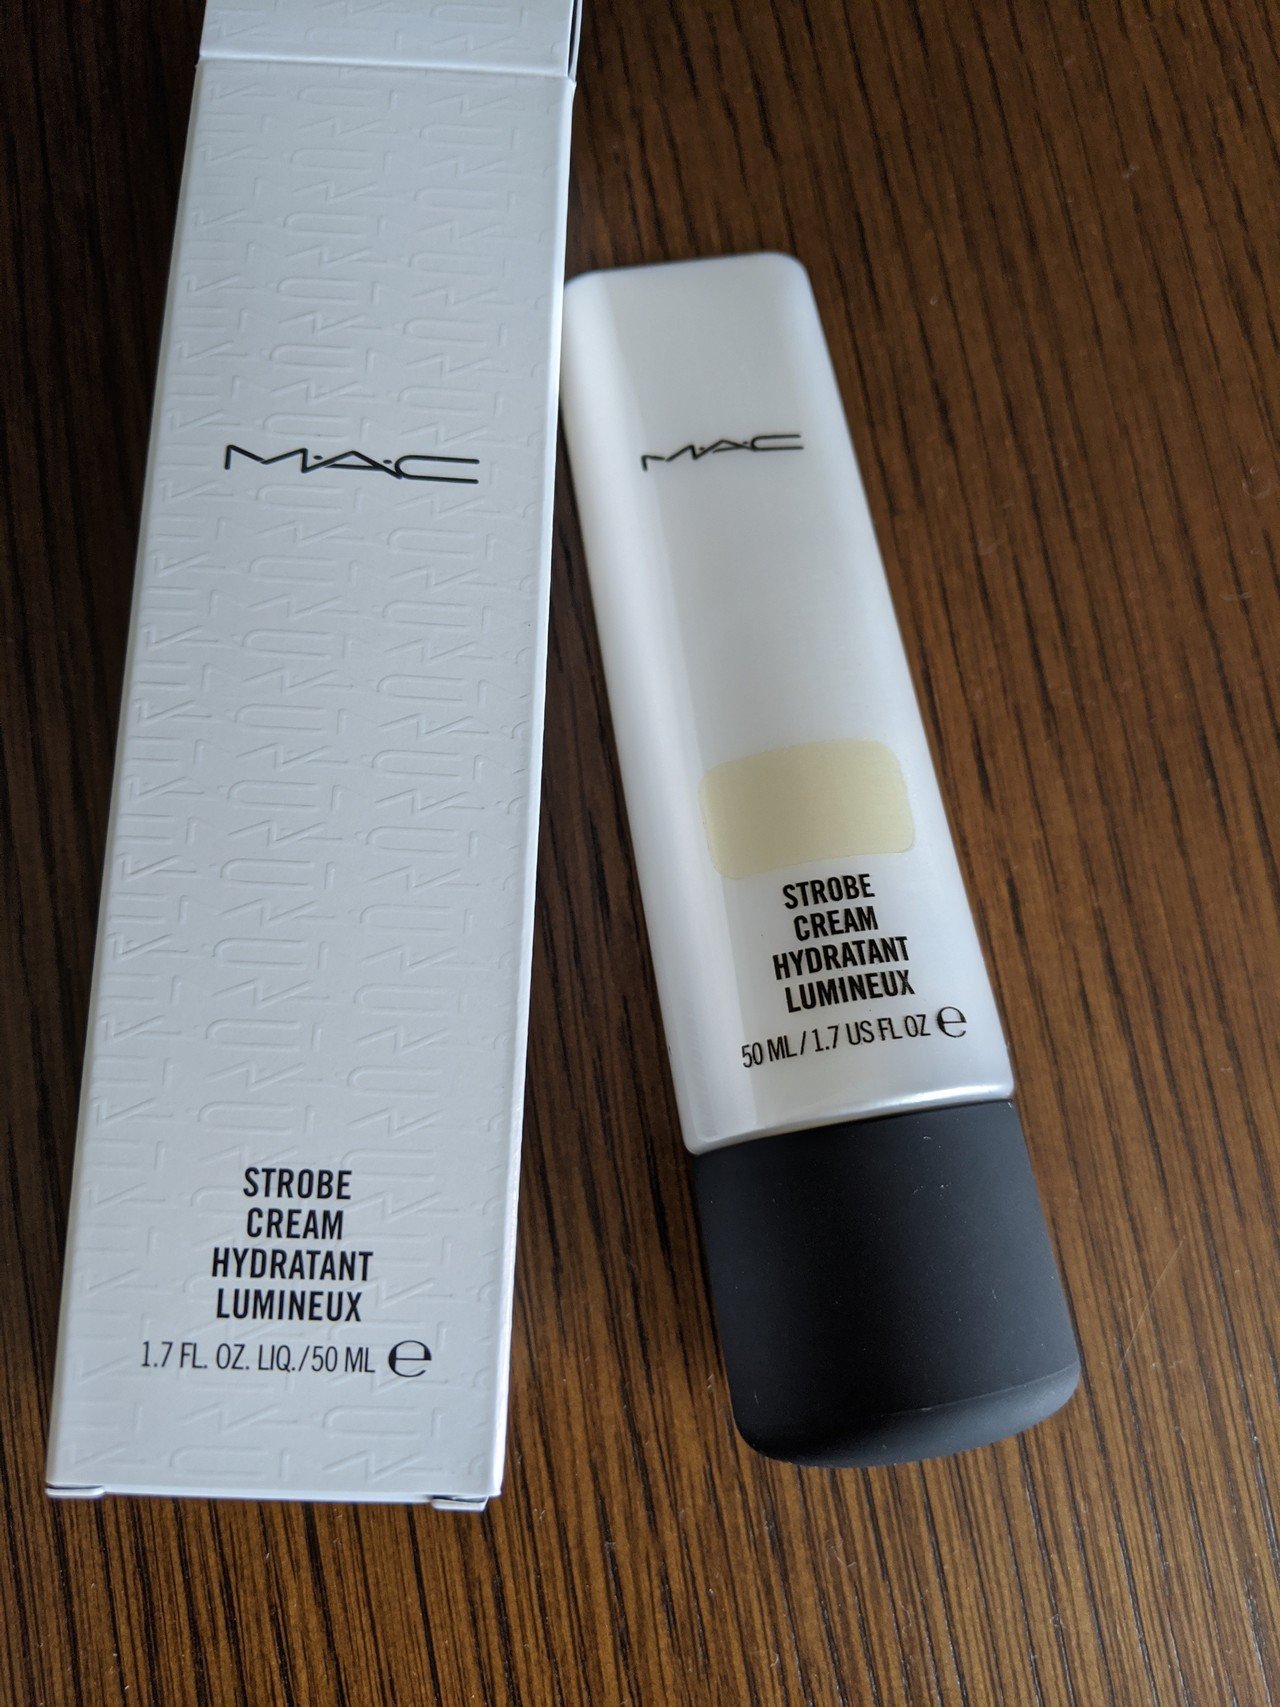 M·A·C
STROBE
CREAM
HYDRATANT
LUMINEUX
1.7 FL. OZ. LIQ./50 ML ℮
M·A·C
STROBE
CREAM
HYDRATANT
LUMINEUX
50 ML / 1.7 US FL OZ ℮